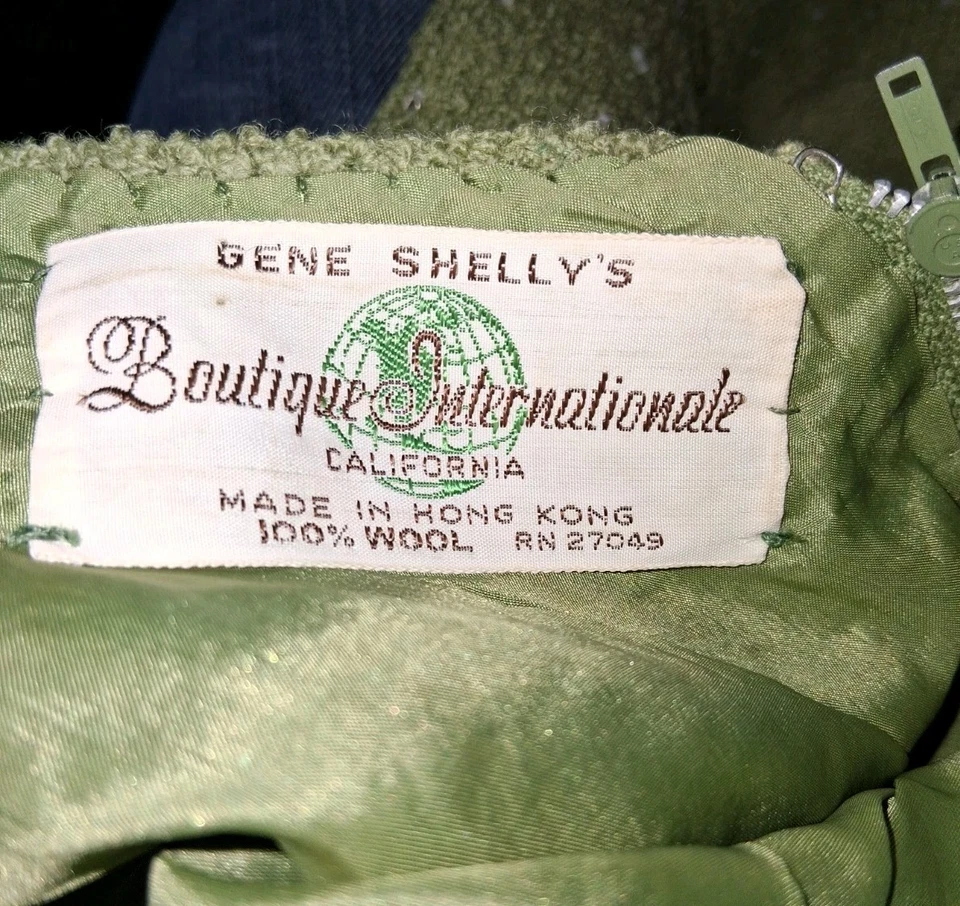 GENE SHELLY'S
Boutique Internationale
CALIFORNIA
MADE IN HONG KONG
100% WOOL RN 27049